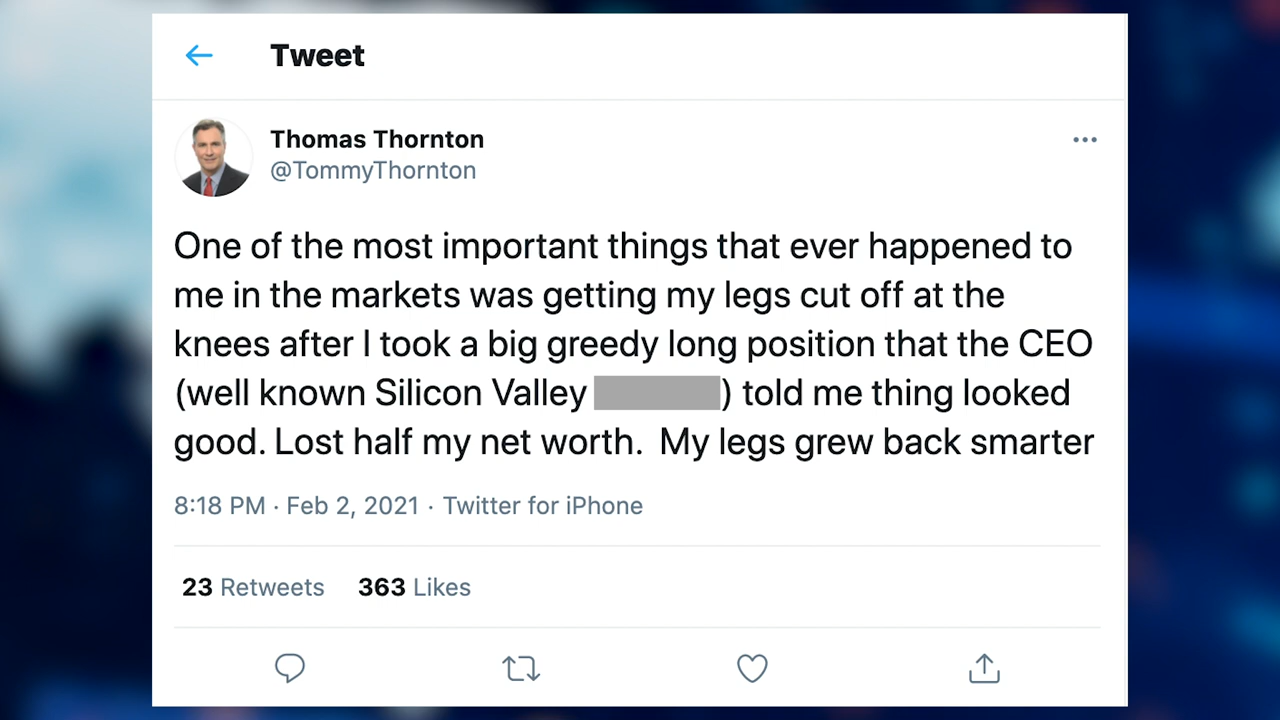 Tweet
Thomas Thornton
@TommyThornton
One of the most important things that ever happened to
me in the markets was getting my legs cut off at the
knees after I took a big greedy long position that the CEO
(well known Silicon Valley ) told me thing looked
good. Lost half my net worth.  My legs grew back smarter
8:18 PM · Feb 2, 2021 · Twitter for iPhone
23 Retweets 363 Likes